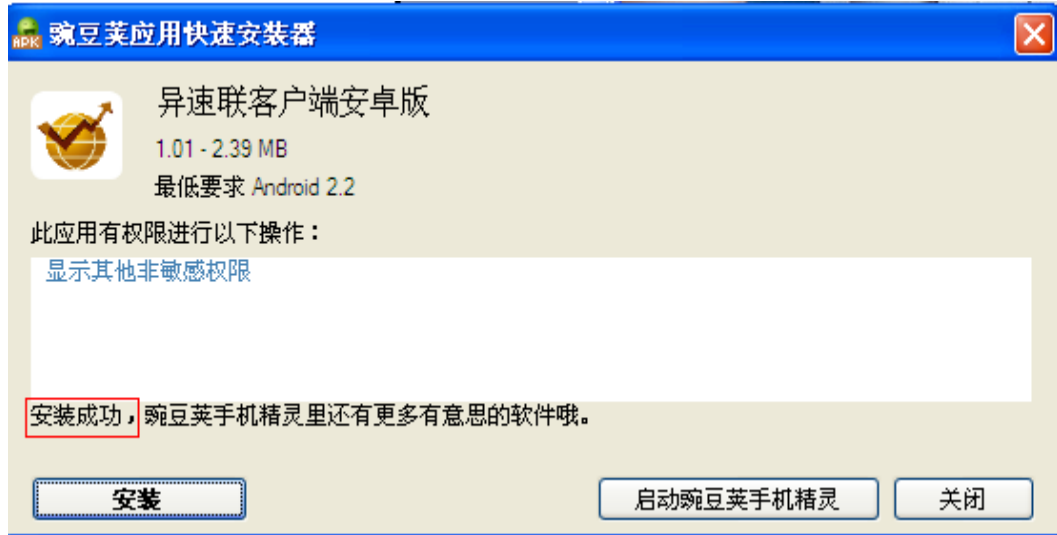 APK 豌豆荚应用快速安装器
异速联客户端安卓版
1.01 - 2.39 MB
最低要求 Android 2.2
此应用有权限进行以下操作：
显示其他非敏感权限
安装成功，豌豆荚手机精灵里还有更多有意思的软件哦。
安装 启动豌豆荚手机精灵 关闭